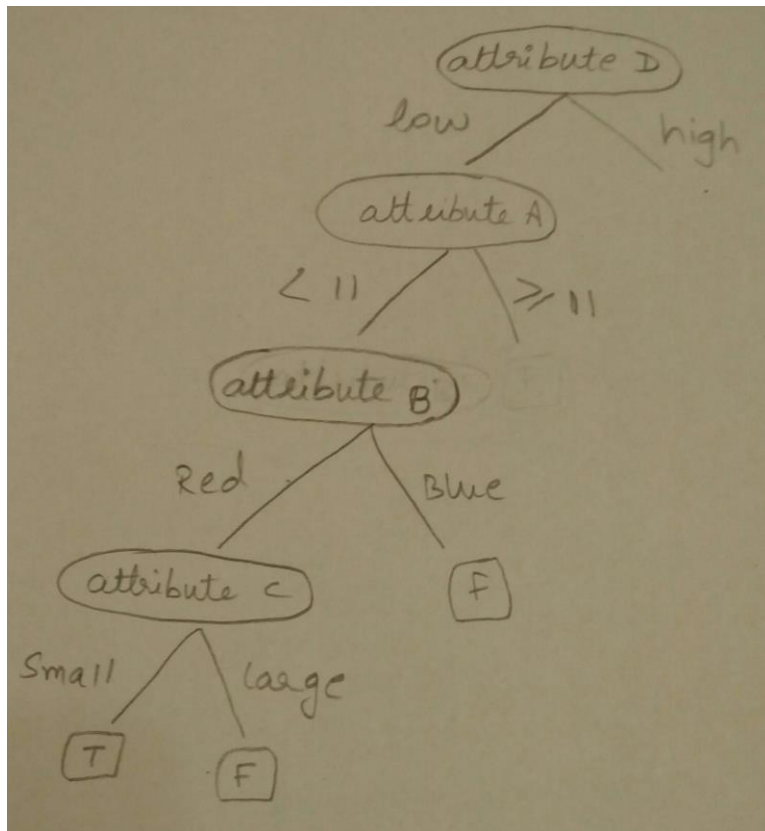 attribute D
low
high
attribute A
< 11
≥ 11
attribute B
Red
Blue
attribute C
F
Small
large
T
F